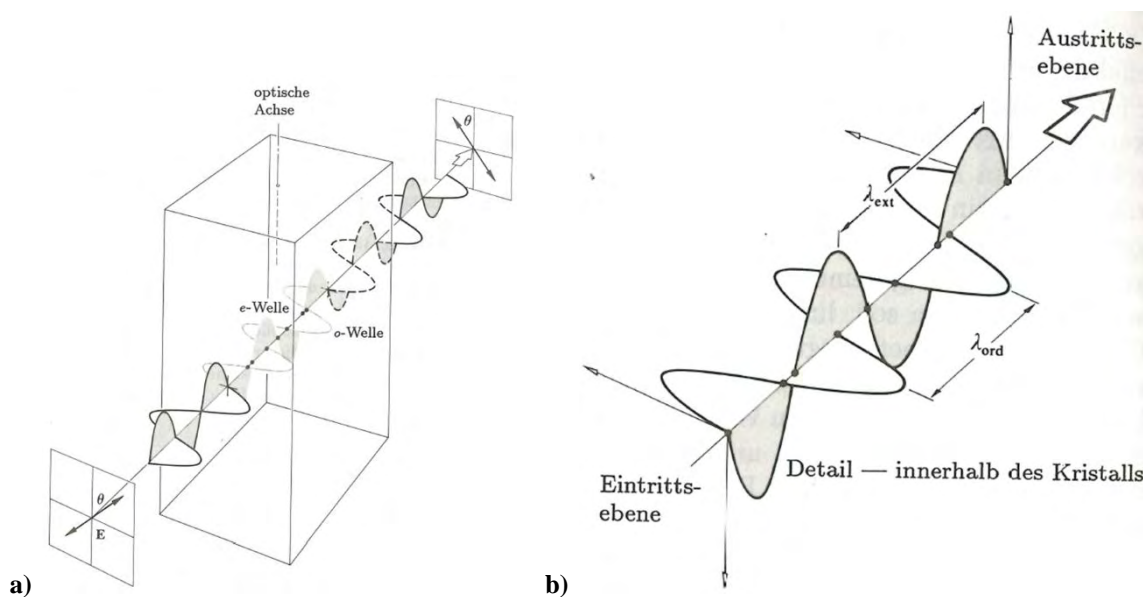 optische
Achse
θ
e-Welle
o-Welle
θ
E
a)
Austritts-
ebene
λext
λord
Eintritts-
ebene
Detail — innerhalb des Kristalls
b)